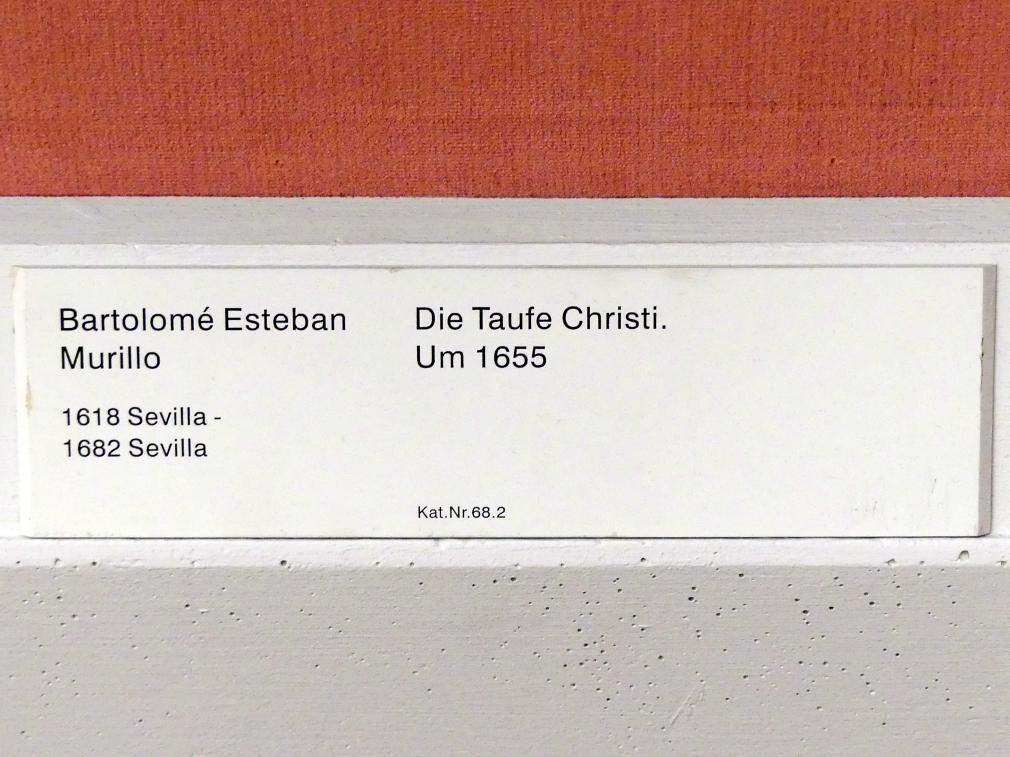 Bartolomé Esteban
Murillo
1618 Sevilla -
1682 Sevilla
Die Taufe Christi.
Um 1655
Kat.Nr.68.2